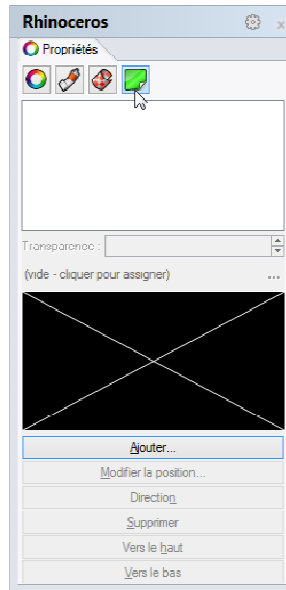 Rhinoceros
Propriétés
Transparence :
(vide - cliquer pour assigner) ...
Ajouter...
Modifier la position...
Direction
Supprimer
Vers le haut
Vers le bas